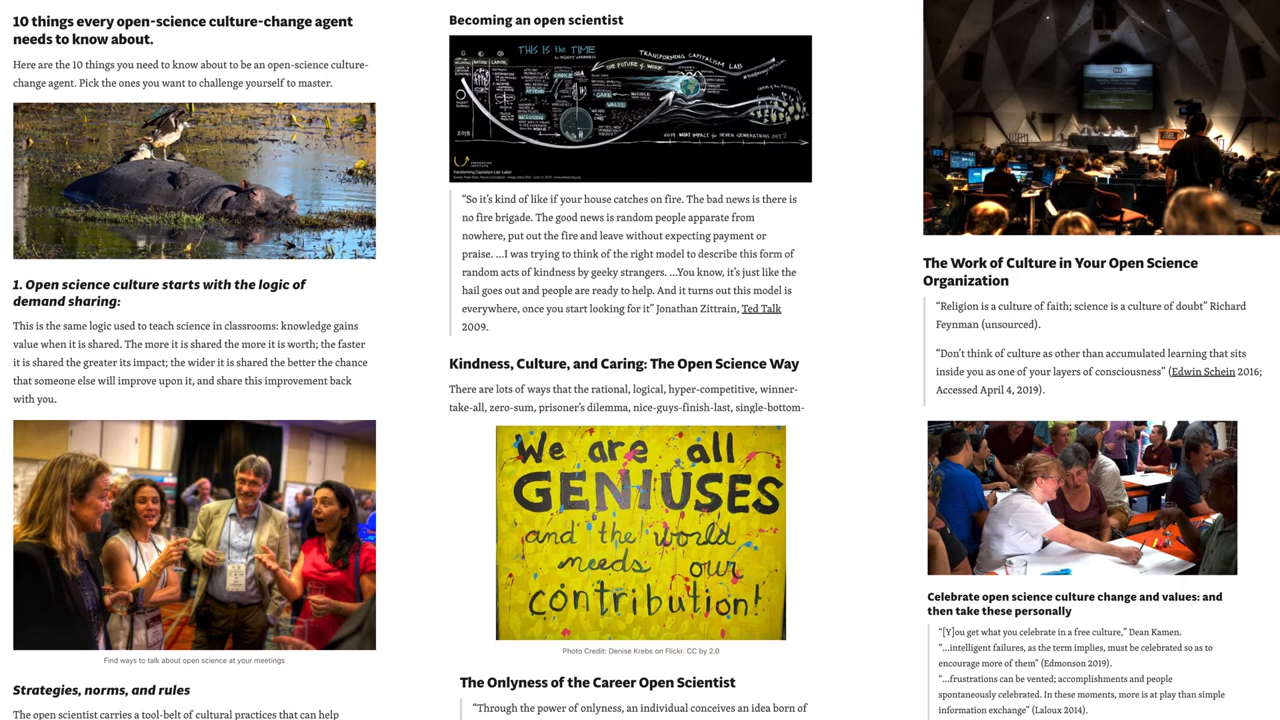 10 things every open-science culture-change agent
needs to know about.
Here are the 10 things you need to know about to be an open-science culture-
change agent. Pick the ones you want to challenge yourself to master.
1. Open science culture starts with the logic of
demand sharing:
This is the same logic used to teach science in classrooms: knowledge gains
value when it is shared. The more it is shared the more it is worth; the faster
it is shared the greater its impact; the wider it is shared the better the chance
that someone else will improve upon it, and share this improvement back
with you.
Find ways to talk about open science at your meetings
Strategies, norms, and rules
The open scientist carries a tool-belt of cultural practices that can help
Becoming an open scientist
THIS is the TIME
TRANSFORMING CAPITALISM LAB
THE FUTURE OF WORK
“So it’s kind of like if your house catches on fire. The bad news is there is
no fire brigade. The good news is random people apparate from
nowhere, put out the fire and leave without expecting payment or
praise. …I was trying to think of the right model to describe this form of
random acts of kindness by geeky strangers. …You know, it’s just like the
hail goes out and people are ready to help. And it turns out this model is
everywhere, once you start looking for it” Jonathan Zittrain, Ted Talk
2009.
Kindness, Culture, and Caring: The Open Science Way
There are lots of ways that the rational, logical, hyper-competitive, winner-
take-all, zero-sum, prisoner’s dilemma, nice-guys-finish-last, single-bottom-
We are all
GENIUSES
and the world
needs our
contribution!
Photo Credit: Denise Krebs on Flickr. CC by 2.0
The Onlyness of the Career Open Scientist
“Through the power of onlyness, an individual conceives an idea born of
The Work of Culture in Your Open Science
Organization
“Religion is a culture of faith; science is a culture of doubt” Richard
Feynman (unsourced).
“Don’t think of culture as other than accumulated learning that sits
inside you as one of your layers of consciousness” (Edwin Schein 2016;
Accessed April 4, 2019).
Celebrate open science culture change and values: and
then take these personally
“[Y]ou get what you celebrate in a free culture,” Dean Kamen.
“…intelligent failures, as the term implies, must be celebrated so as to
encourage more of them” (Edmonson 2019).
“…frustrations can be vented; accomplishments and people
spontaneously celebrated. In these moments, more is at play than simple
information exchange” (Laloux 2014).